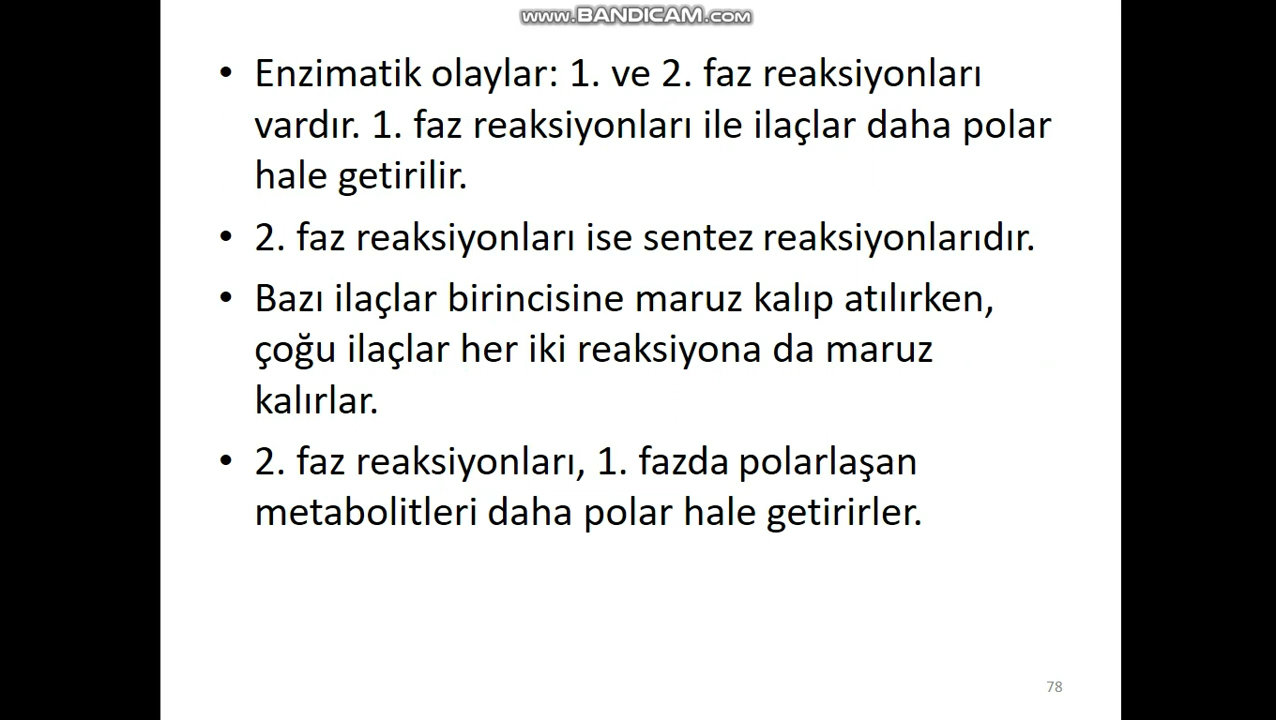 www.BANDICAM.com
• Enzimatik olaylar: 1. ve 2. faz reaksiyonları
vardır. 1. faz reaksiyonları ile ilaçlar daha polar
hale getirilir.
• 2. faz reaksiyonları ise sentez reaksiyonlarıdır.
• Bazı ilaçlar birincisine maruz kalıp atılırken,
çoğu ilaçlar her iki reaksiyona da maruz
kalırlar.
• 2. faz reaksiyonları, 1. fazda polarlaşan
metabolitleri daha polar hale getirirler.
78